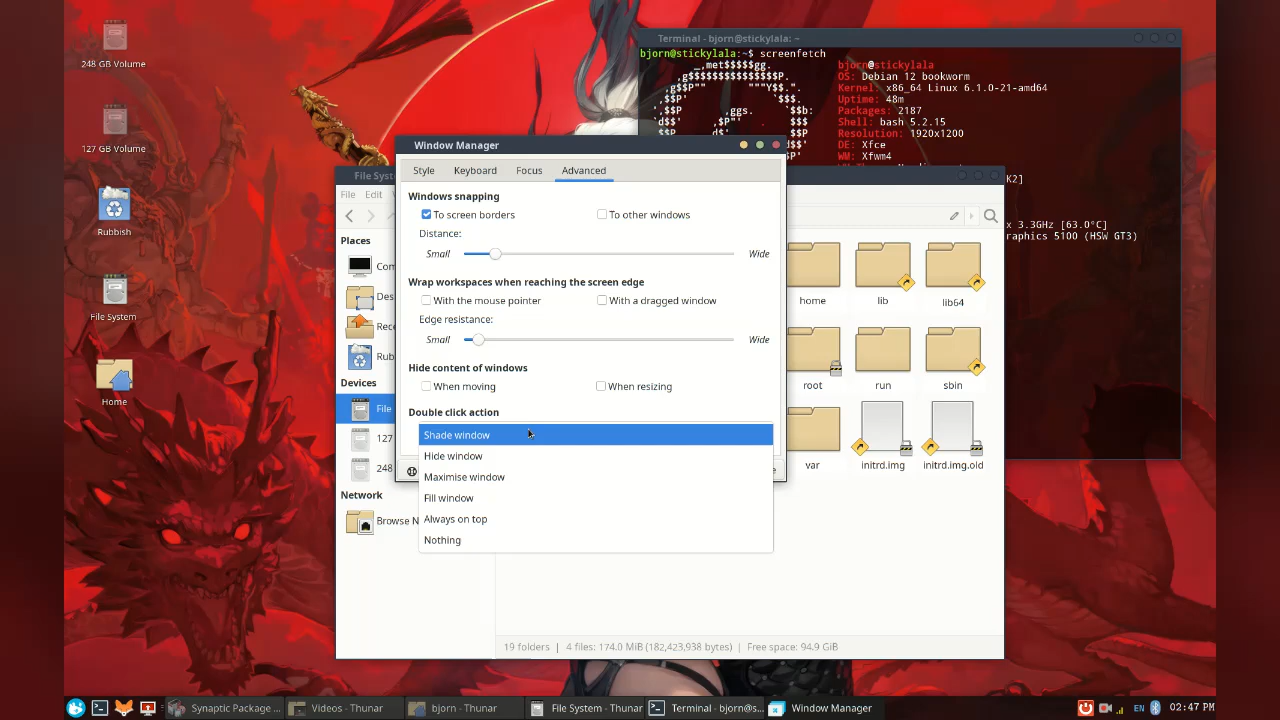 248 GB Volume
127 GB Volume
Rubbish
File System
Home
Terminal - bjorn@stickylala: ~
bjorn@stickylala:~$ screenfetch
_,met$$$$$gg.
,g$$$$$$$$$$$$$$$P.
,g$$P"" """Y$$.".
,$$P' `$$$.
',$$P ,ggs. `$$b:
`d$$' ,$P"' . $$$
$$P d$' , $$P
bjorn@stickylala
OS: Debian 12 bookworm
Kernel: x86_64 Linux 6.1.0-21-amd64
Uptime: 48m
Packages: 2187
Shell: bash 5.2.15
Resolution: 1920x1200
DE: Xfce
WM: Xfwm4
K2]
x 3.3GHz [63.0°C]
raphics 5100 (HSW GT3)
File Syst
File Edit
Places
Com
Des
Rece
Rub
Devices
File
127
248
Network
Browse N
home
lib
lib64
root
run
sbin
var
initrd.img
initrd.img.old
19 folders | 4 files: 174.0 MiB (182,423,938 bytes) | Free space: 94.9 GiB
Window Manager
Style Keyboard Focus Advanced
Windows snapping
To screen borders To other windows
Distance:
Small Wide
Wrap workspaces when reaching the screen edge
With the mouse pointer With a dragged window
Edge resistance:
Small Wide
Hide content of windows
When moving When resizing
Double click action
Shade window
Hide window
Maximise window
Fill window
Always on top
Nothing
Synaptic Package ...
Videos - Thunar
bjorn - Thunar
File System - Thunar
Terminal - bjorn@s...
Window Manager
EN
02:47 PM